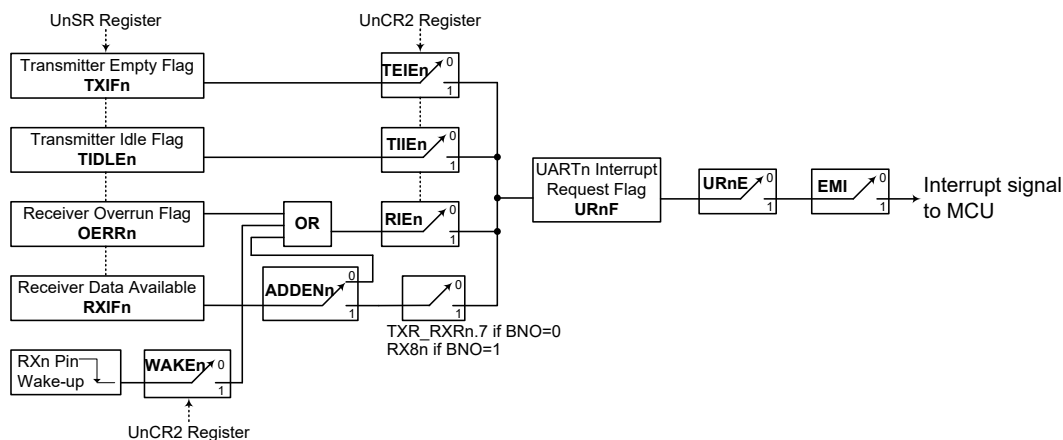 UnSR Register
UnCR2 Register
Transmitter Empty Flag
TXIFn
TEIEn
0
1
Transmitter Idle Flag
TIDLEn
TIIEn
0
1
UARTn Interrupt
Request Flag
URnF
URnE
0
1
EMI
0
1
Interrupt signal
to MCU
Receiver Overrun Flag
OERRn
OR
RIEn
0
1
Receiver Data Available
RXIFn
ADDENn
0
1
0
1
TXR_RXRn.7 if BNO=0
RX8n if BNO=1
RXn Pin
Wake-up
WAKEn
0
1
UnCR2 Register